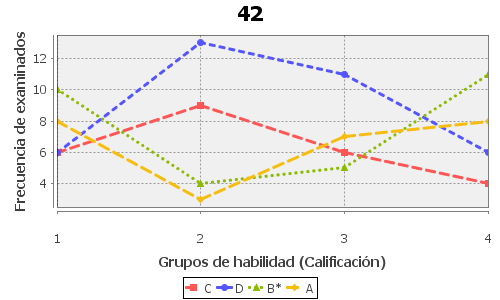 42
Frecuencia de examinados
12
10
8
6
4
1 2 3 4
Grupos de habilidad (Calificación)
C D B* A